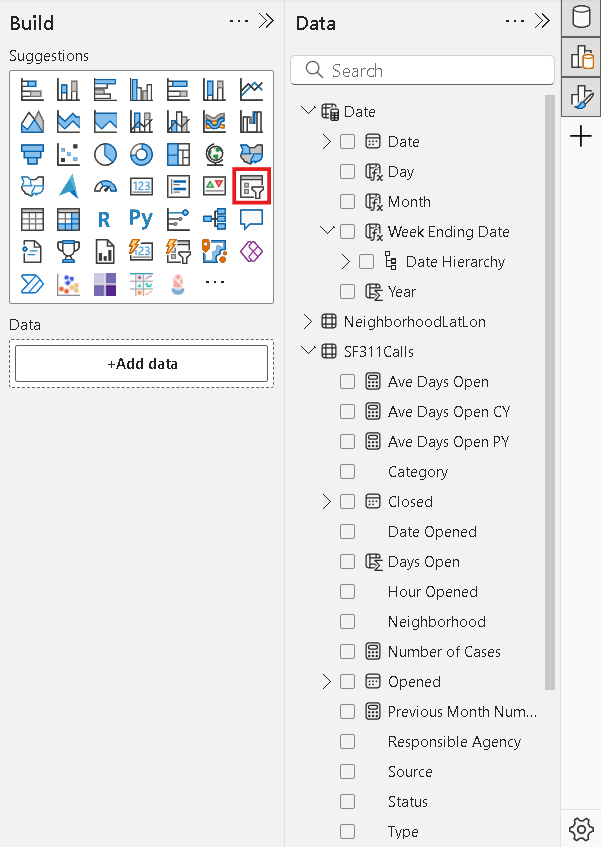 Build
Suggestions
123
R
Py
123
Data
+Add data
Data
Search
Date
Date
Day
Month
Week Ending Date
Date Hierarchy
Year
NeighborhoodLatLon
SF311Calls
Ave Days Open
Ave Days Open CY
Ave Days Open PY
Category
Closed
Date Opened
Days Open
Hour Opened
Neighborhood
Number of Cases
Opened
Previous Month Num...
Responsible Agency
Source
Status
Type